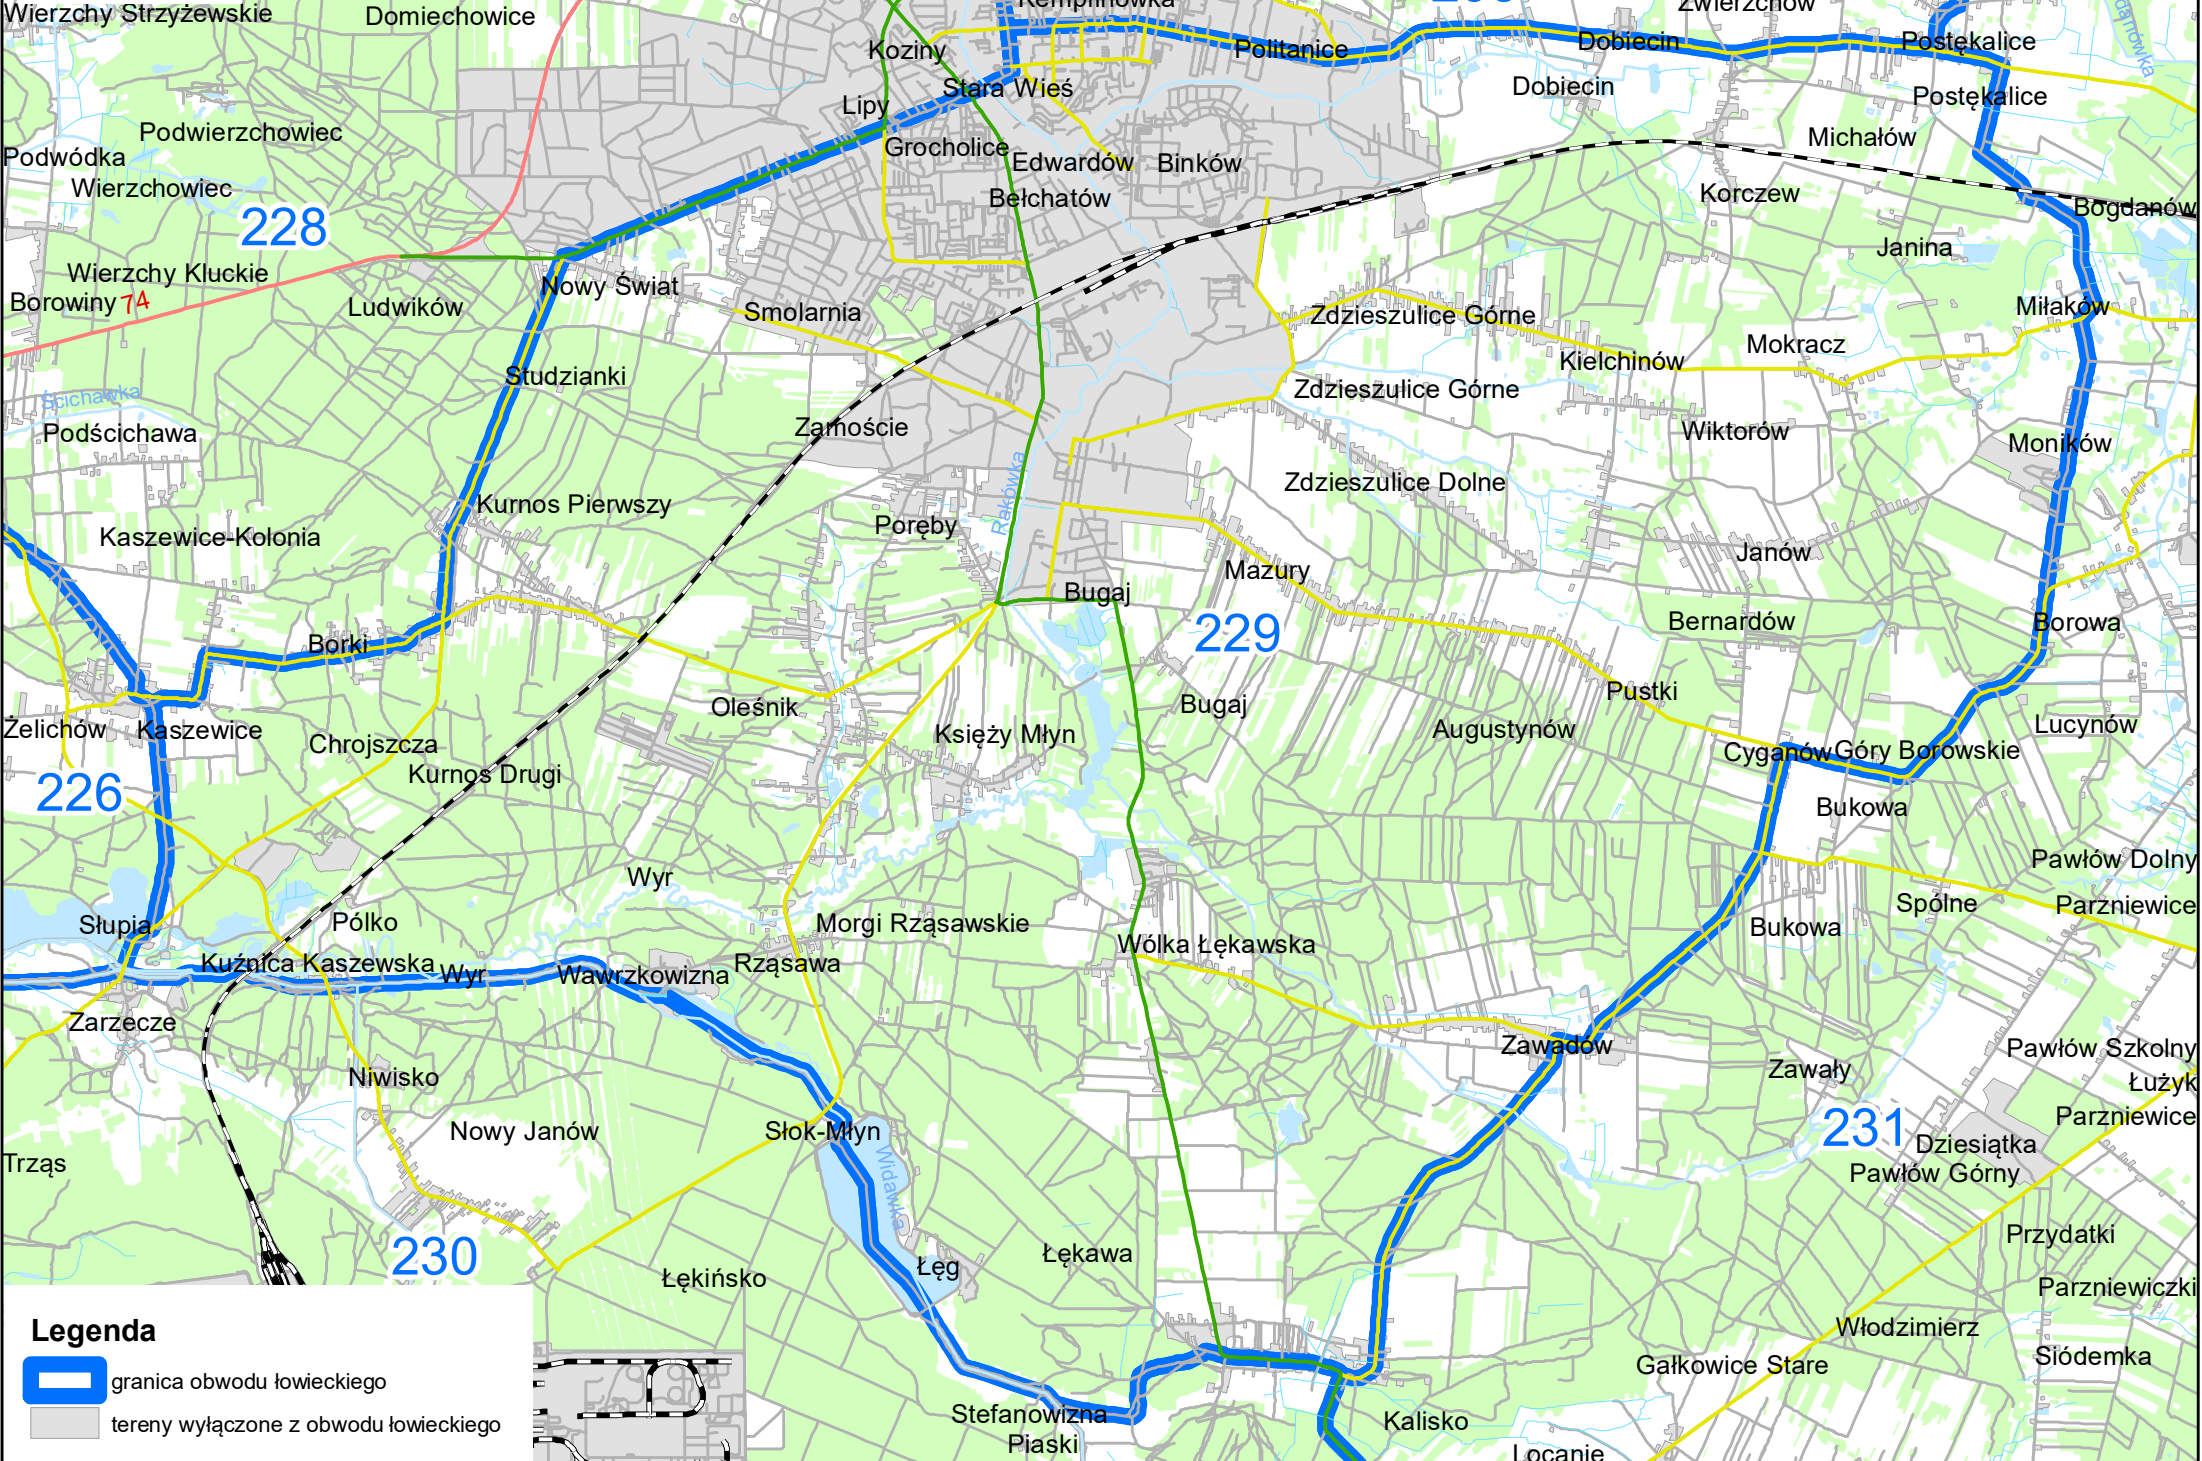 Wierzchy Strzyżewskie
Domiechowice
Koziny
Politanice
Dobiecin
Postękalice
Stara Wieś
Dobiecin
Postękalice
Lipy
Podwierzchowiec
Michałów
Podwódka
Grocholice
Edwardów
Binków
Wierzchowiec
Bełchatów
Korczew
Bogdanów
228
Janina
Wierzchy Kluckie
Nowy Świat
Borowiny
74
Ludwików
Smolarnia
Zdzieszulice Górne
Miłaków
Mokracz
Kielchinów
Studzianki
Zdzieszulice Górne
Ścichawka
Podścichawa
Zamoście
Wiktorów
Moników
Rakówka
Zdzieszulice Dolne
Kurnos Pierwszy
Poręby
Kaszewice-Kolonia
Janów
Mazury
Bugaj
229
Bernardów
Borowa
Borki
Pustki
Oleśnik
Bugaj
Żelichów
Kaszewice
Księży Młyn
Augustynów
Lucynów
Chrojszcza
Cyganów
Góry Borowskie
Kurnos Drugi
226
Bukowa
Pawłów Dolny
Wyr
Spólne
Parzniewice
Słupia
Pólko
Morgi Rząsawskie
Bukowa
Wólka Łękawska
Kuźnica Kaszewska
Wyr
Wawrzkowizna
Rząsawa
Zarzecze
Zawadów
Pawłów Szkolny
Niwisko
Zawały
Łużyk
Nowy Janów
Słok-Młyn
231
Parzniewice
Dziesiątka
Trząs
Widawka
Pawłów Górny
230
Łękawa
Przydatki
Łękińsko
Łęg
Parzniewiczki
Włodzimierz
Legenda
Gałkowice Stare
Siódemka
granica obwodu łowieckiego
Stefanowizna
Kalisko
tereny wyłączone z obwodu łowieckiego
Piaski
Locanie